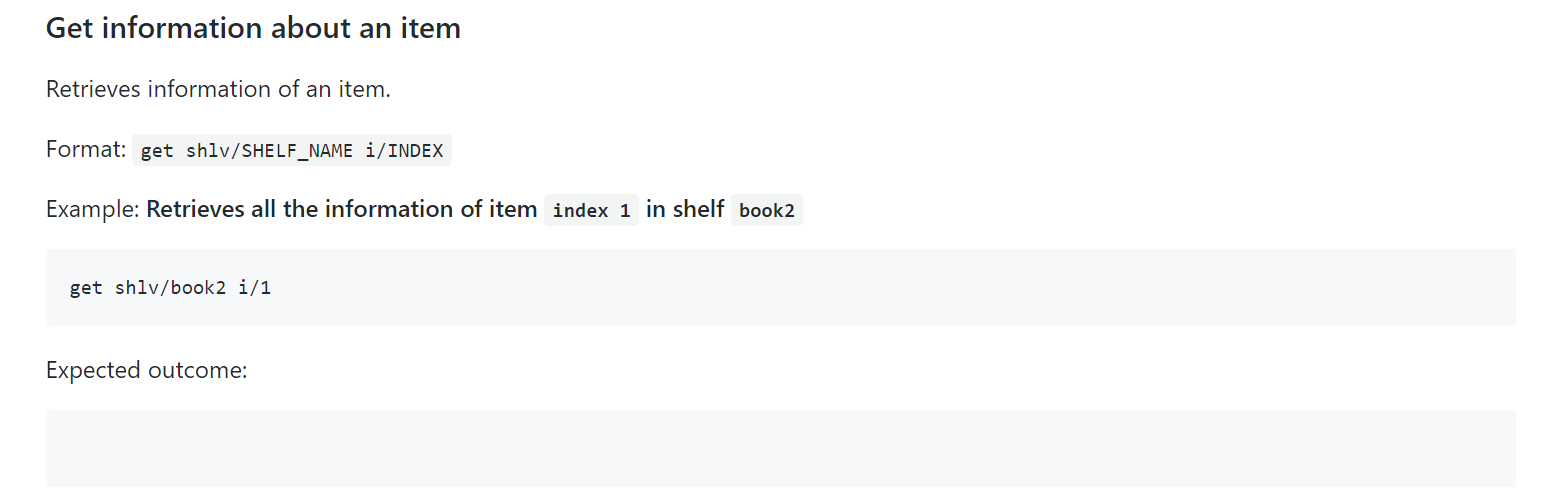 Get information about an item
Retrieves information of an item.
Format: get shlv/SHELF_NAME i/INDEX
Example: Retrieves all the information of item index 1 in shelf book2
get shlv/book2 i/1
Expected outcome: